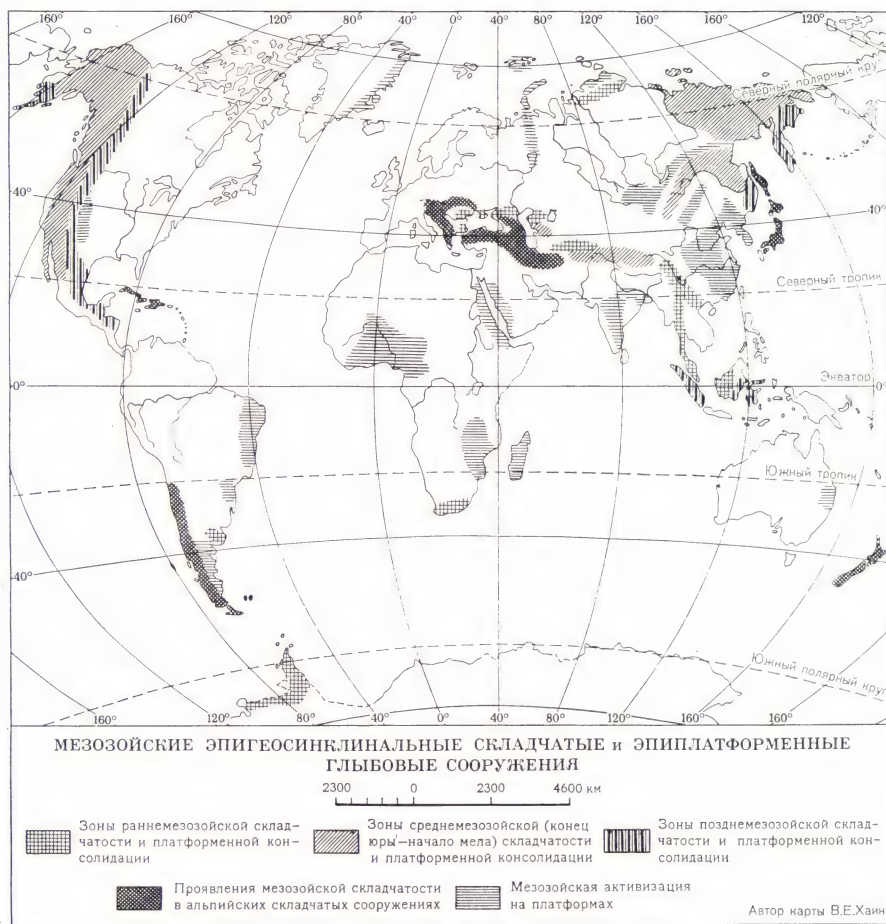 160° 160° 120° 80° 40° 0° 40° 80° 120° 160° 160° 120°
Северный полярный кру
40° 40°
Северный тропик
0° Экватор 0°
Южный тропик
40°
Южный полярный круг
160° 120° 80° 40° 0° 40° 80° 120° 160° 160°
МЕЗОЗОЙСКИЕ ЭПИГЕОСИНКЛИНАЛЬНЫЕ СКЛАДЧАТЫЕ и ЭПИПЛАТФОРМЕННЫЕ
ГЛЫБОВЫЕ СООРУЖЕНИЯ
2300 0 2300 4600 км
Зоны раннемезозойской склад-
чатости и платформенной кон-
солидации
Зоны среднемезозойской (конец
юры–начало мела) складчатости
и платформенной консолидации
Зоны позднемезозойской склад-
чатости и платформенной кон-
солидации
Проявления мезозойской складчатости
в альпийских складчатых сооружениях
Мезозойская активизация
на платформах
Автор карты В.Е.Хаин